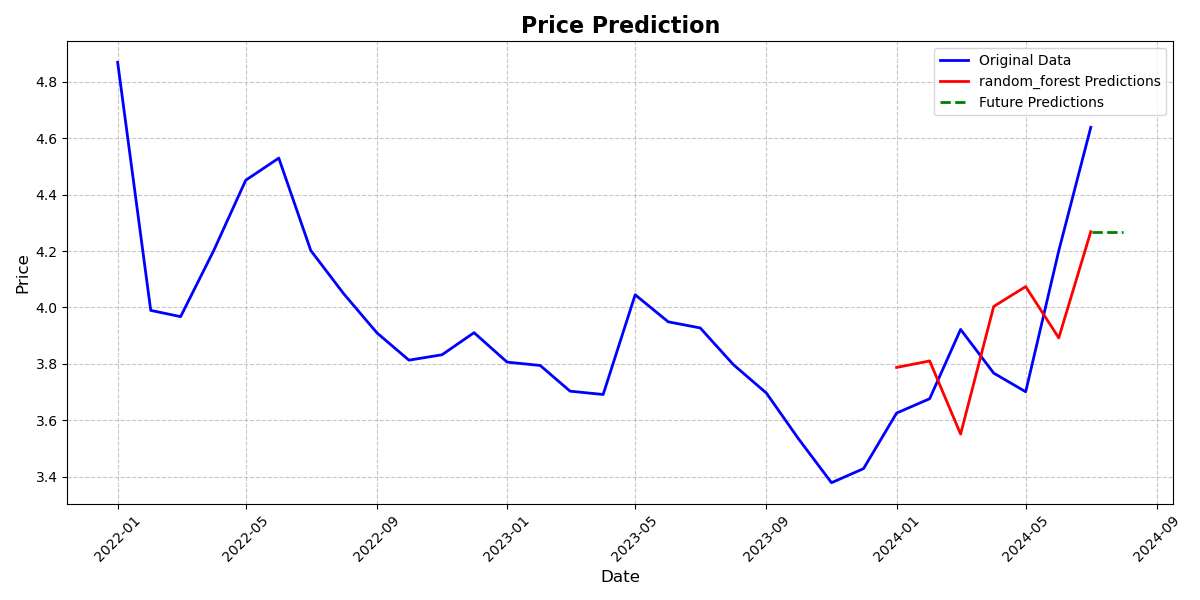 Price Prediction
Original Data
random_forest Predictions
Future Predictions
Price
4.8
4.6
4.4
4.2
4.0
3.8
3.6
3.4
2022-01
2022-05
2022-09
2023-01
2023-05
2023-09
2024-01
2024-05
2024-09
Date